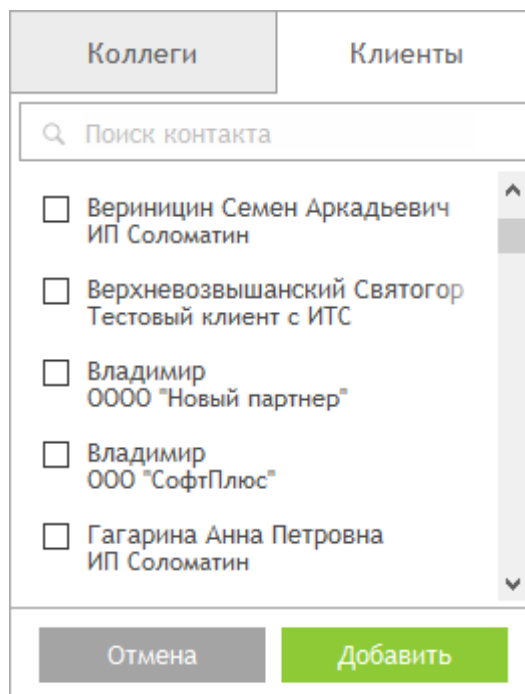 Коллеги Клиенты
Поиск контакта
Вериницин Семен Аркадьевич
ИП Соломатин
Верхневозвышанский Святогор
Тестовый клиент с ИТС
Владимир
ОООО "Новый партнер"
Владимир
ООО "СофтПлюс"
Гагарина Анна Петровна
ИП Соломатин
Отмена Добавить